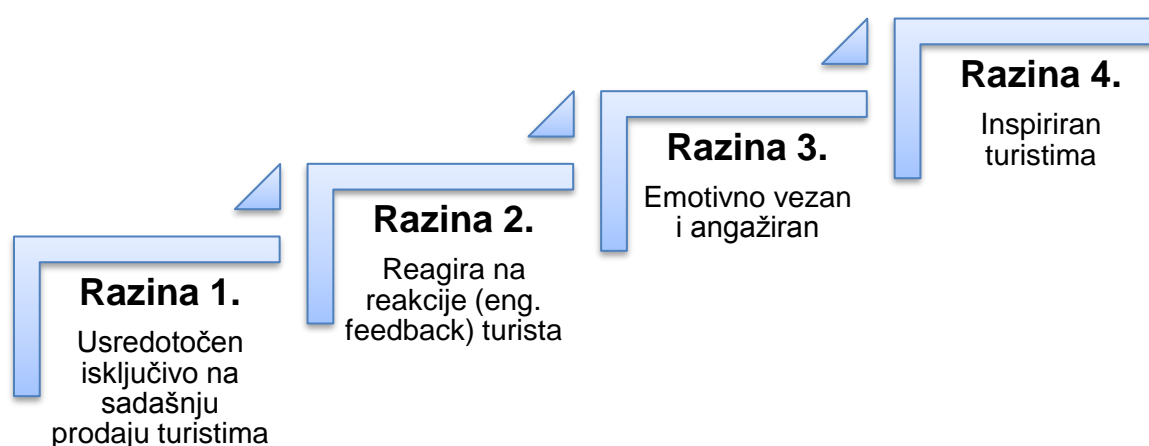 Razina 1.
Usredotočen
isključivo na
sadašnju
prodaju turistima
Razina 2.
Reagira na
reakcije (eng.
feedback) turista
Razina 3.
Emotivno vezan
i angažiran
Razina 4.
Inspiriran
turistima